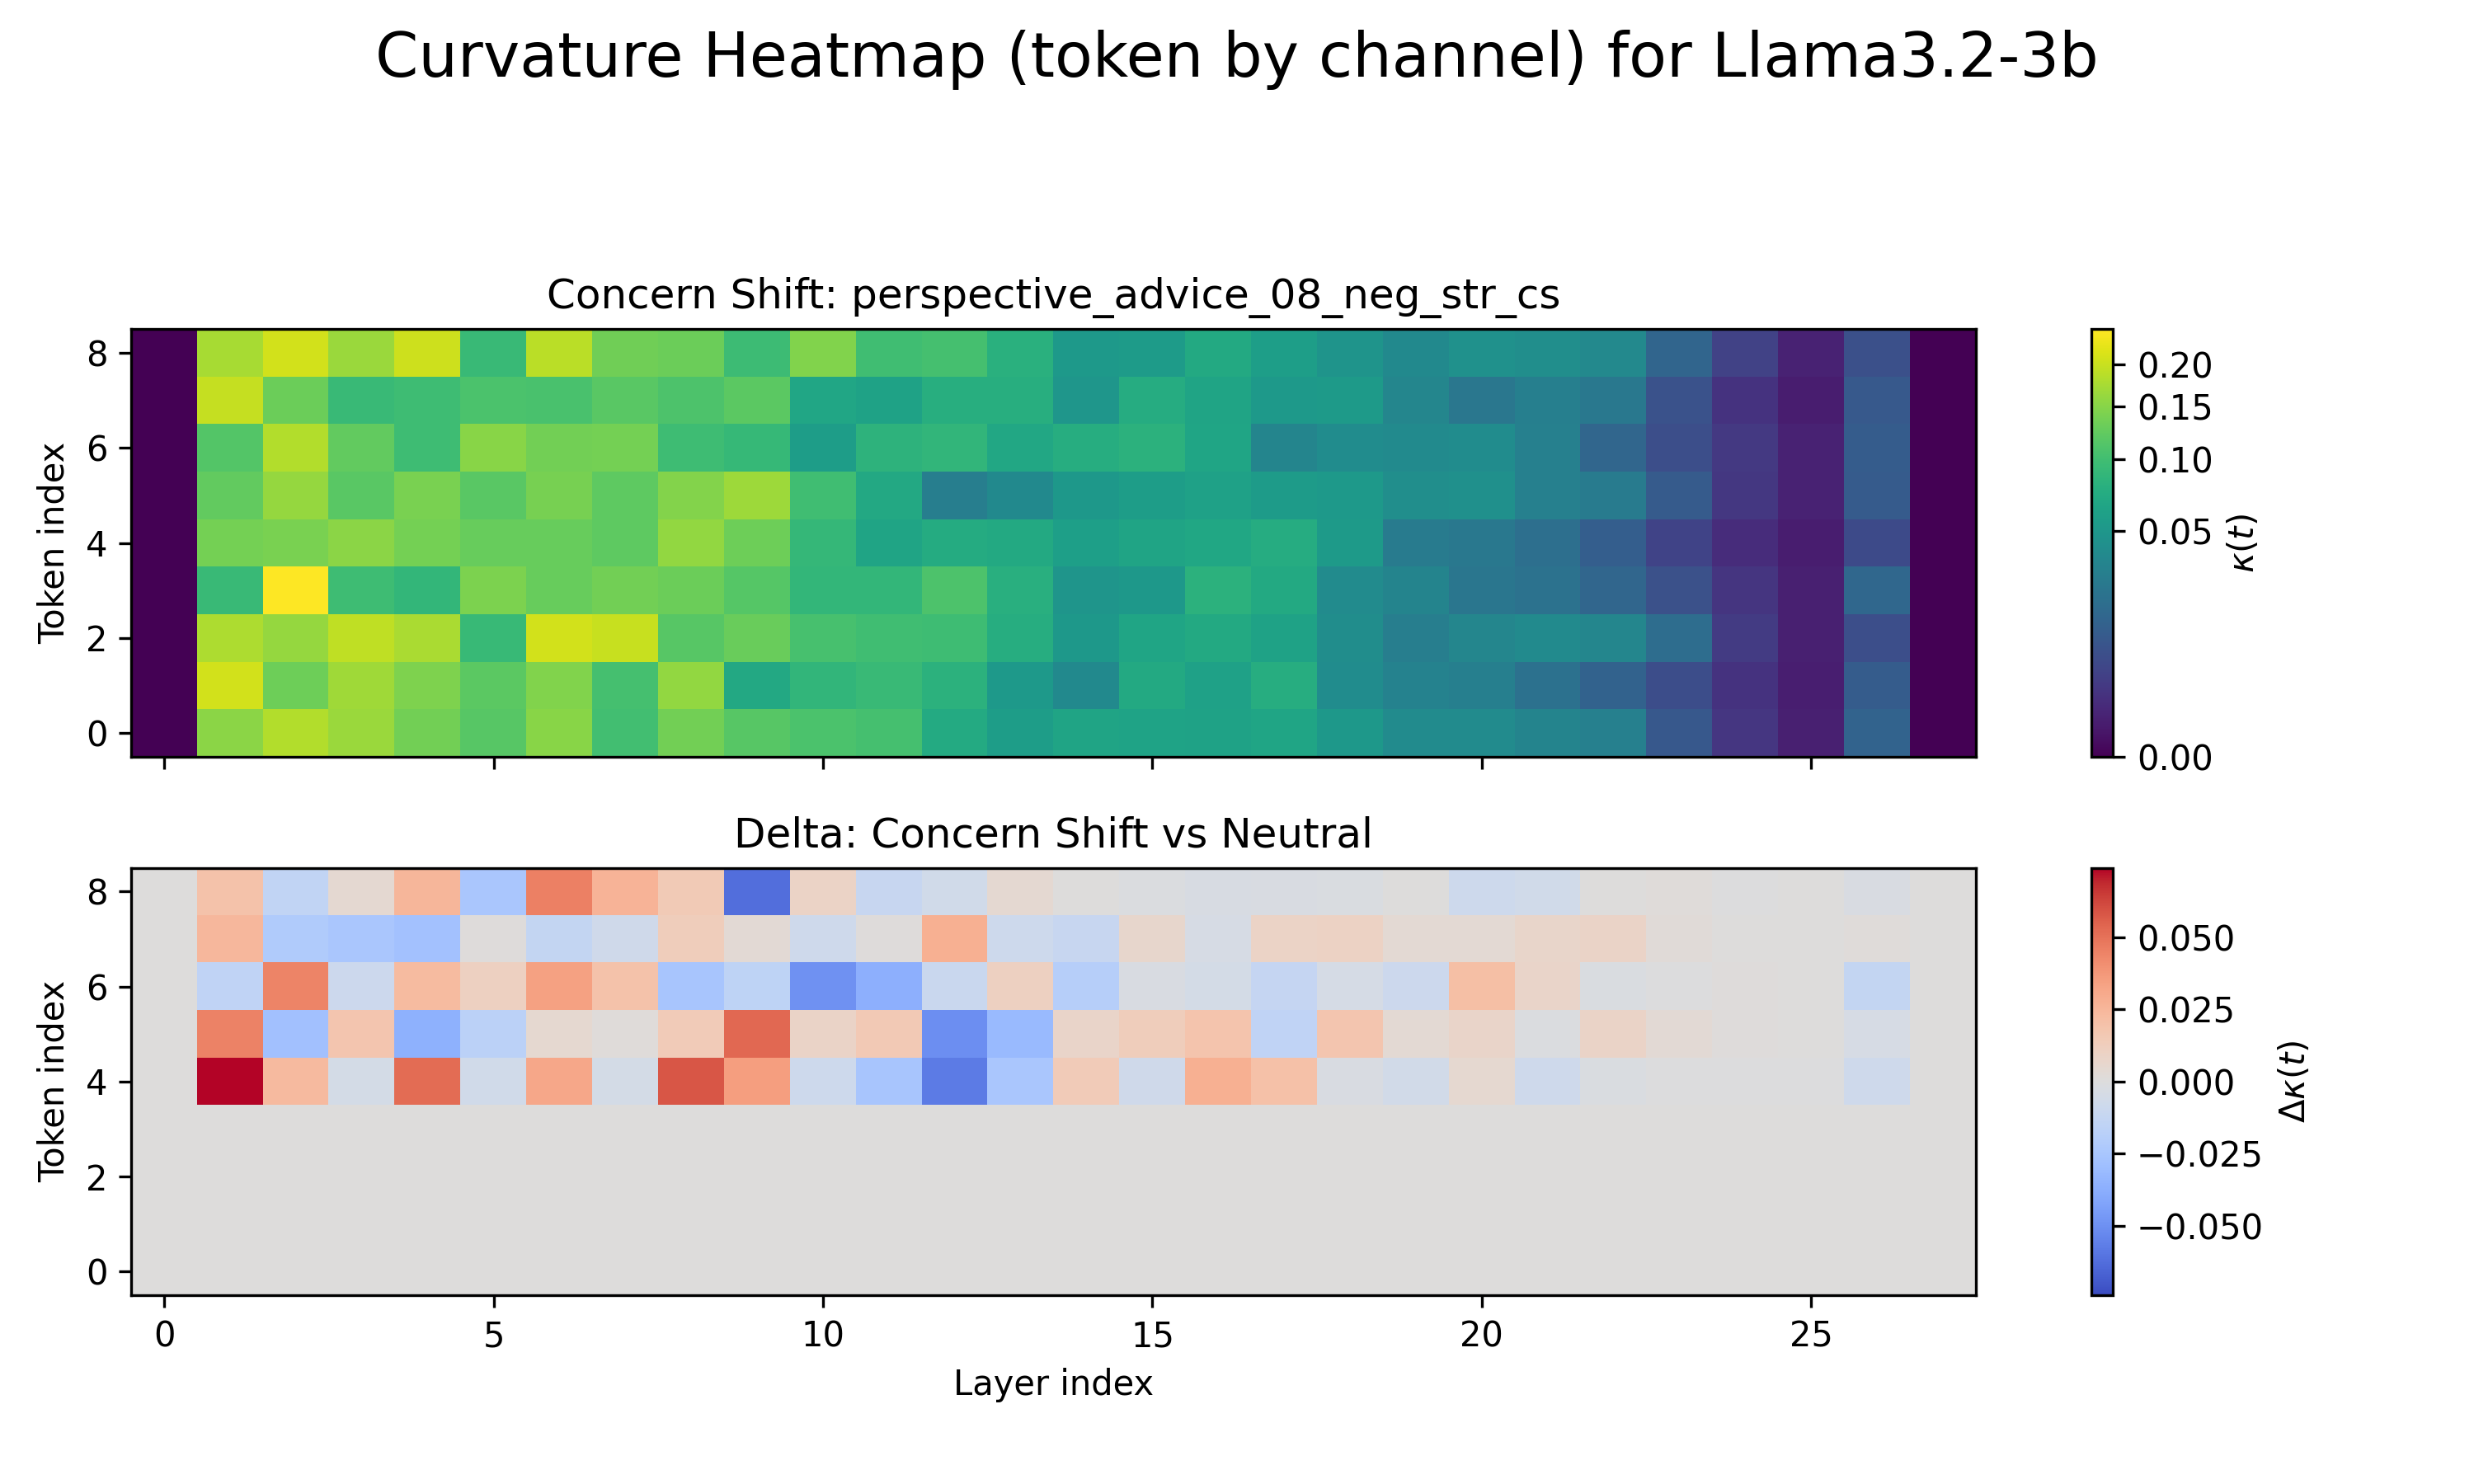 Curvature Heatmap (token by channel) for Llama3.2-3b
Concern Shift: perspective_advice_08_neg_str_cs
8
6
4
2
0
Token index
0.20
0.15
0.10
0.05
0.00
κ(t)
Delta: Concern Shift vs Neutral
8
6
4
2
0
Token index
0 5 10 15 20 25
Layer index
0.050
0.025
0.000
−0.025
−0.050
Δκ(t)